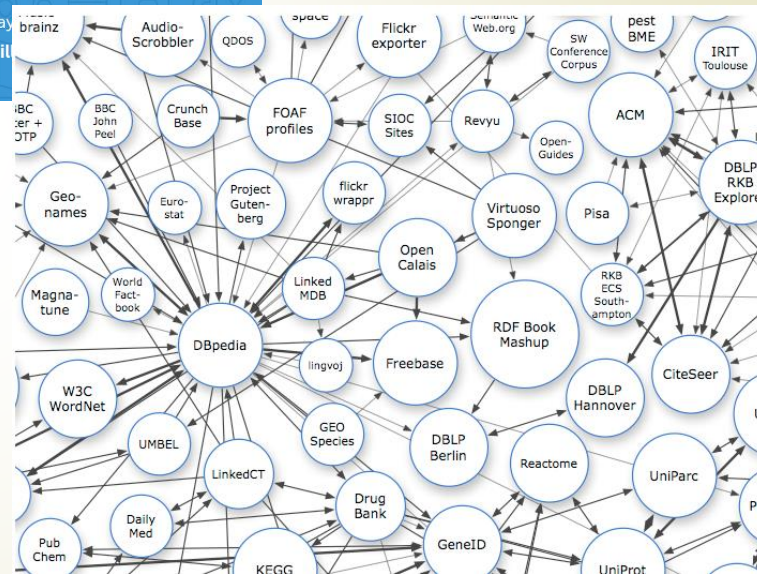 brainz
Audio-
Scrobbler
QDOS
space
Flickr
exporter
Semantic
Web.org
SW
Conference
Corpus
pest
BME
IRIT
Toulouse
BBC
John
Peel
Crunch
Base
FOAF
profiles
SIOC
Sites
Revyu
Open-
Guides
ACM
DBLP
RKB
Geo-
names
Euro-
stat
Project
Guten-
berg
flickr
wrappr
Virtuoso
Sponger
Pisa
Open
Calais
Magna-
tune
World
Fact-
book
Linked
MDB
RKB
ECS
South-
ampton
DBpedia
lingvoj
Freebase
RDF Book
Mashup
CiteSeer
W3C
WordNet
DBLP
Hannover
UMBEL
GEO
Species
DBLP
Berlin
Reactome
LinkedCT
UniParc
Drug
Bank
Daily
Med
Pub
Chem
KEGG
GeneID
UniProt